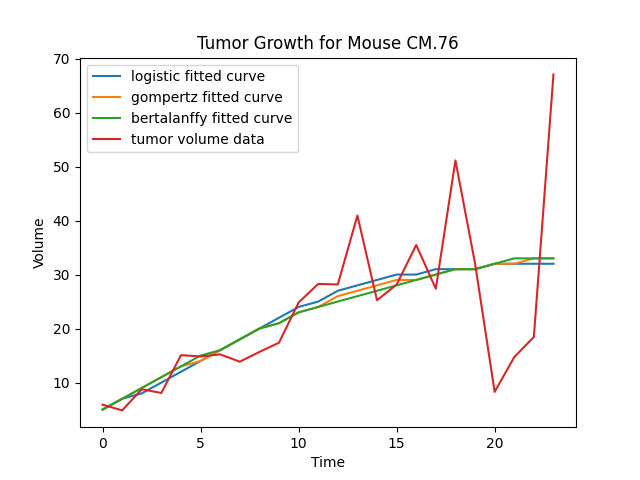 Tumor Growth for Mouse CM.76
logistic fitted curve
gompertz fitted curve
bertalanffy fitted curve
tumor volume data
70
60
50
40
30
20
10
Volume
0
5
10
15
20
Time